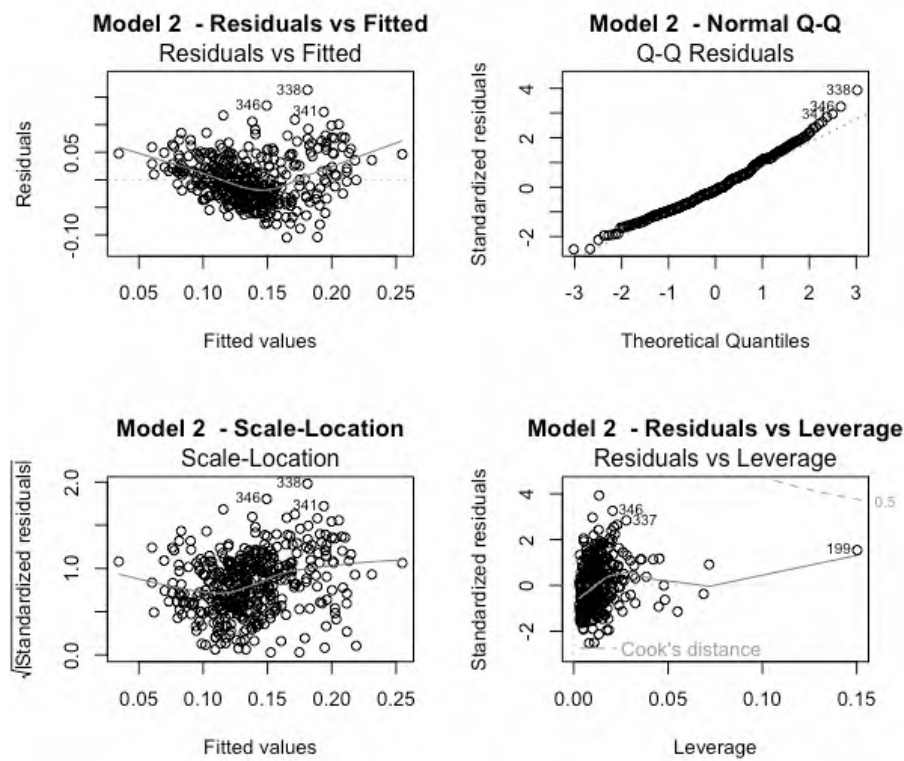 Model 2 - Residuals vs Fitted
Residuals vs Fitted
338
346
341
Residuals
0.05
-0.10
0.05 0.10 0.15 0.20 0.25
Fitted values
Model 2 - Normal Q-Q
Q-Q Residuals
338
346
341
Standardized residuals
4
2
0
-2
-3 -2 -1 0 1 2 3
Theoretical Quantiles
Model 2 - Scale-Location
Scale-Location
338
346
341
√|Standardized residuals|
2.0
1.0
0.0
0.05 0.10 0.15 0.20 0.25
Fitted values
Model 2 - Residuals vs Leverage
Residuals vs Leverage
346
337
199
0.5
Cook's distance
Standardized residuals
4
2
0
-2
0.00 0.05 0.10 0.15
Leverage